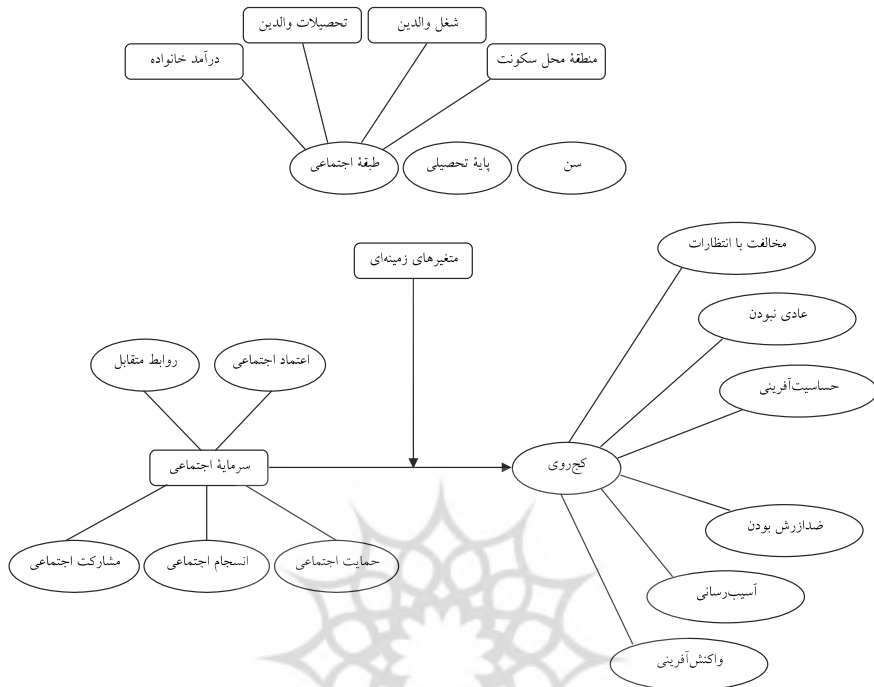 شغل والدین
تحصیلات والدین
منطقهٔ محل سکونت
درآمد خانواده
سن
پایهٔ تحصیلی
طبقهٔ اجتماعی
مخالفت با انتظارات
متغیرهای زمینه‌ای
عادی نبودن
اعتماد اجتماعی
روابط متقابل
حساسیت‌آفرینی
کج‌روی
سرمایهٔ اجتماعی
ضدارزش بودن
حمایت اجتماعی
انسجام اجتماعی
مشارکت اجتماعی
آسیب‌رسانی
واکنش‌آفرینی